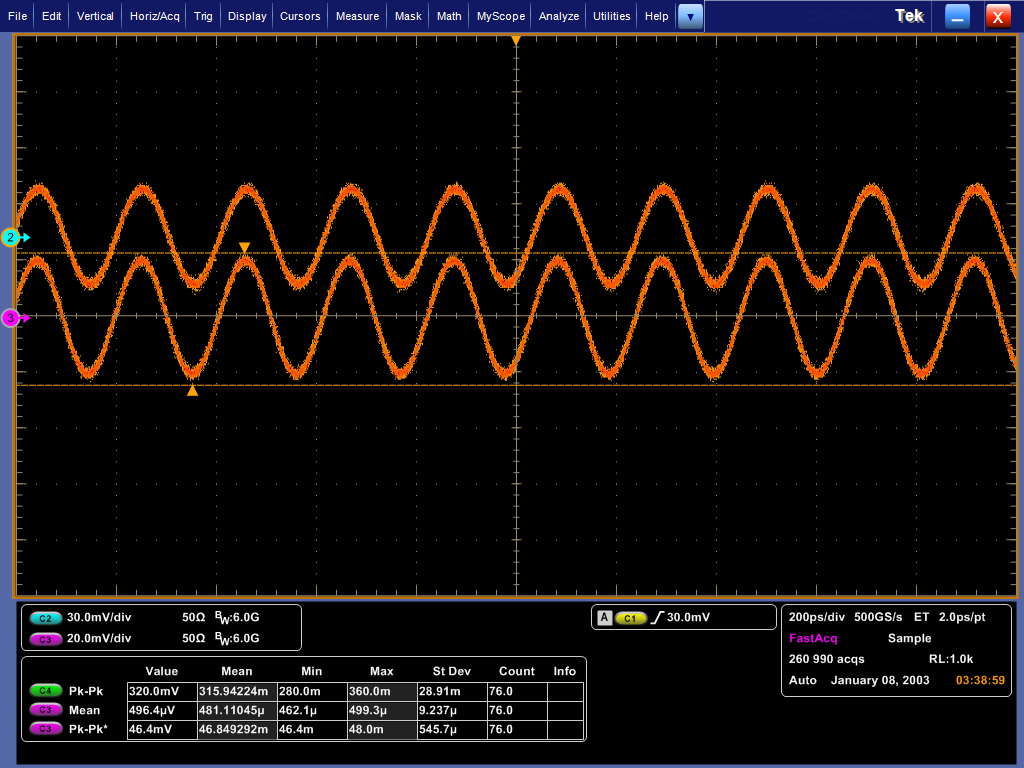 File Edit Vertical Horiz/Acq Trig Display Cursors Measure Mask Math MyScope Analyze Utilities Help Tek X
2
3
C2 30.0mV/div 50Ω BW:6.0G
C3 20.0mV/div 50Ω BW:6.0G
A C1 30.0mV
200ps/div 500GS/s ET 2.0ps/pt
FastAcq Sample
260 990 acqs RL:1.0k
Auto January 08, 2003 03:38:59
Value Mean Min Max St Dev Count Info
C4 Pk-Pk 320.0mV 315.94224m 280.0m 360.0m 28.91m 76.0
C3 Mean 496.4µV 481.11045µ 462.1µ 499.3µ 9.237µ 76.0
C3 Pk-Pk* 46.4mV 46.849292m 46.4m 48.0m 545.7µ 76.0